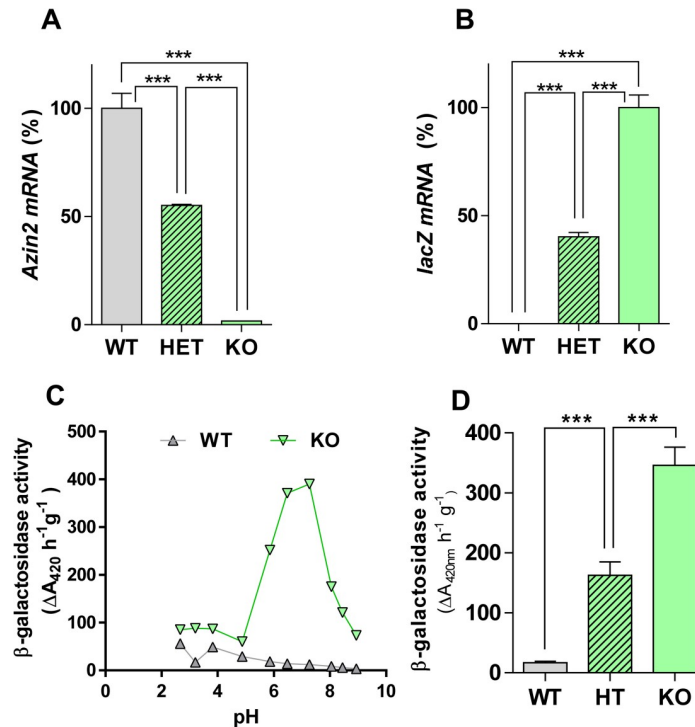 A
***
***
***
Azin2 mRNA (%)
100
50
0
WT
HET
KO
B
***
***
***
lacZ mRNA (%)
100
50
0
WT
HET
KO
C
WT
KO
β-galactosidase activity
(ΔA420 h-1g-1 )
500
400
300
200
100
0
0
2
4
6
8
10
pH
D
***
***
β-galactosidase activity
(ΔA420nm h-1 g-1)
400
300
200
100
0
WT
HT
KO